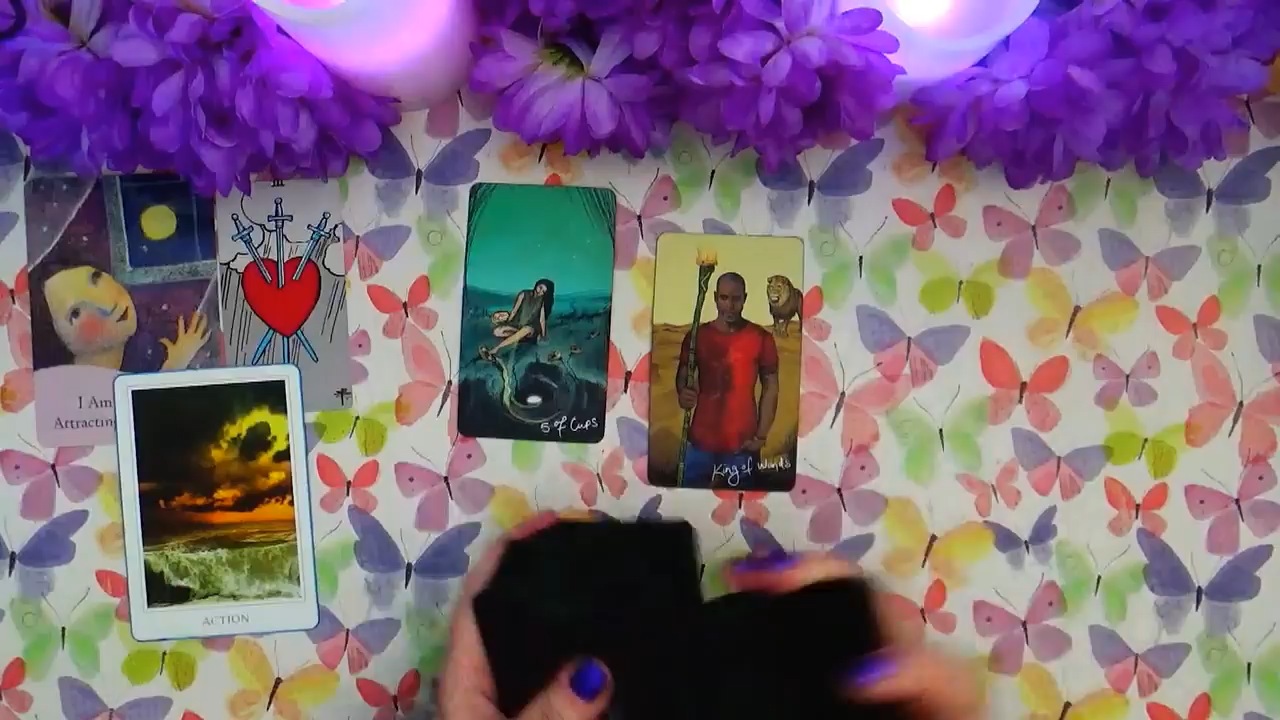 I Am
Attracting
ACTION
5 of Cups
King of Wands